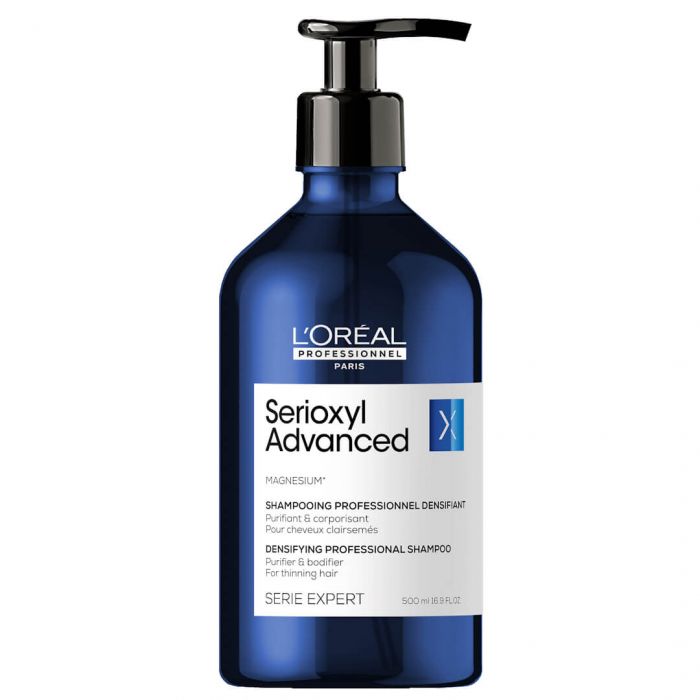 L'ORÉAL
PROFESSIONNEL
PARIS
Serioxyl
Advanced
X
MAGNESIUM*
SHAMPOOING PROFESSIONNEL DENSIFIANT
Purifiant & corporisant
Pour cheveux clairsemés
DENSIFYING PROFESSIONAL SHAMPOO
Purifier & bodifier
For thinning hair
SERIE EXPERT 500 ml 16.9 FL.OZ